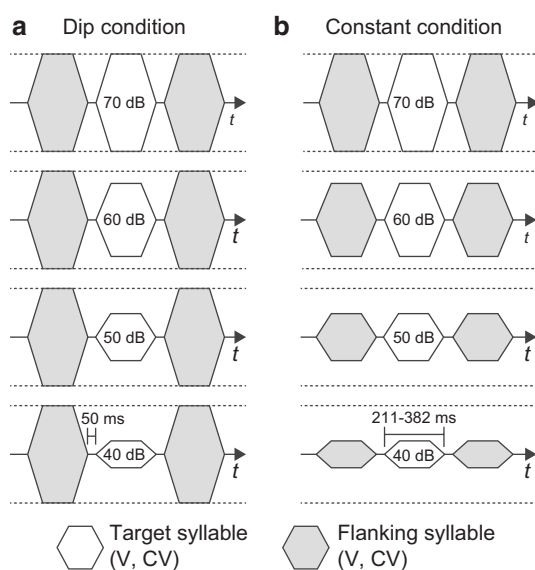 a Dip condition
70 dB
t
60 dB
t
50 dB
t
50 ms
40 dB
t
b Constant condition
70 dB
t
60 dB
t
50 dB
t
211-382 ms
40 dB
t
Target syllable
(V, CV)
Flanking syllable
(V, CV)